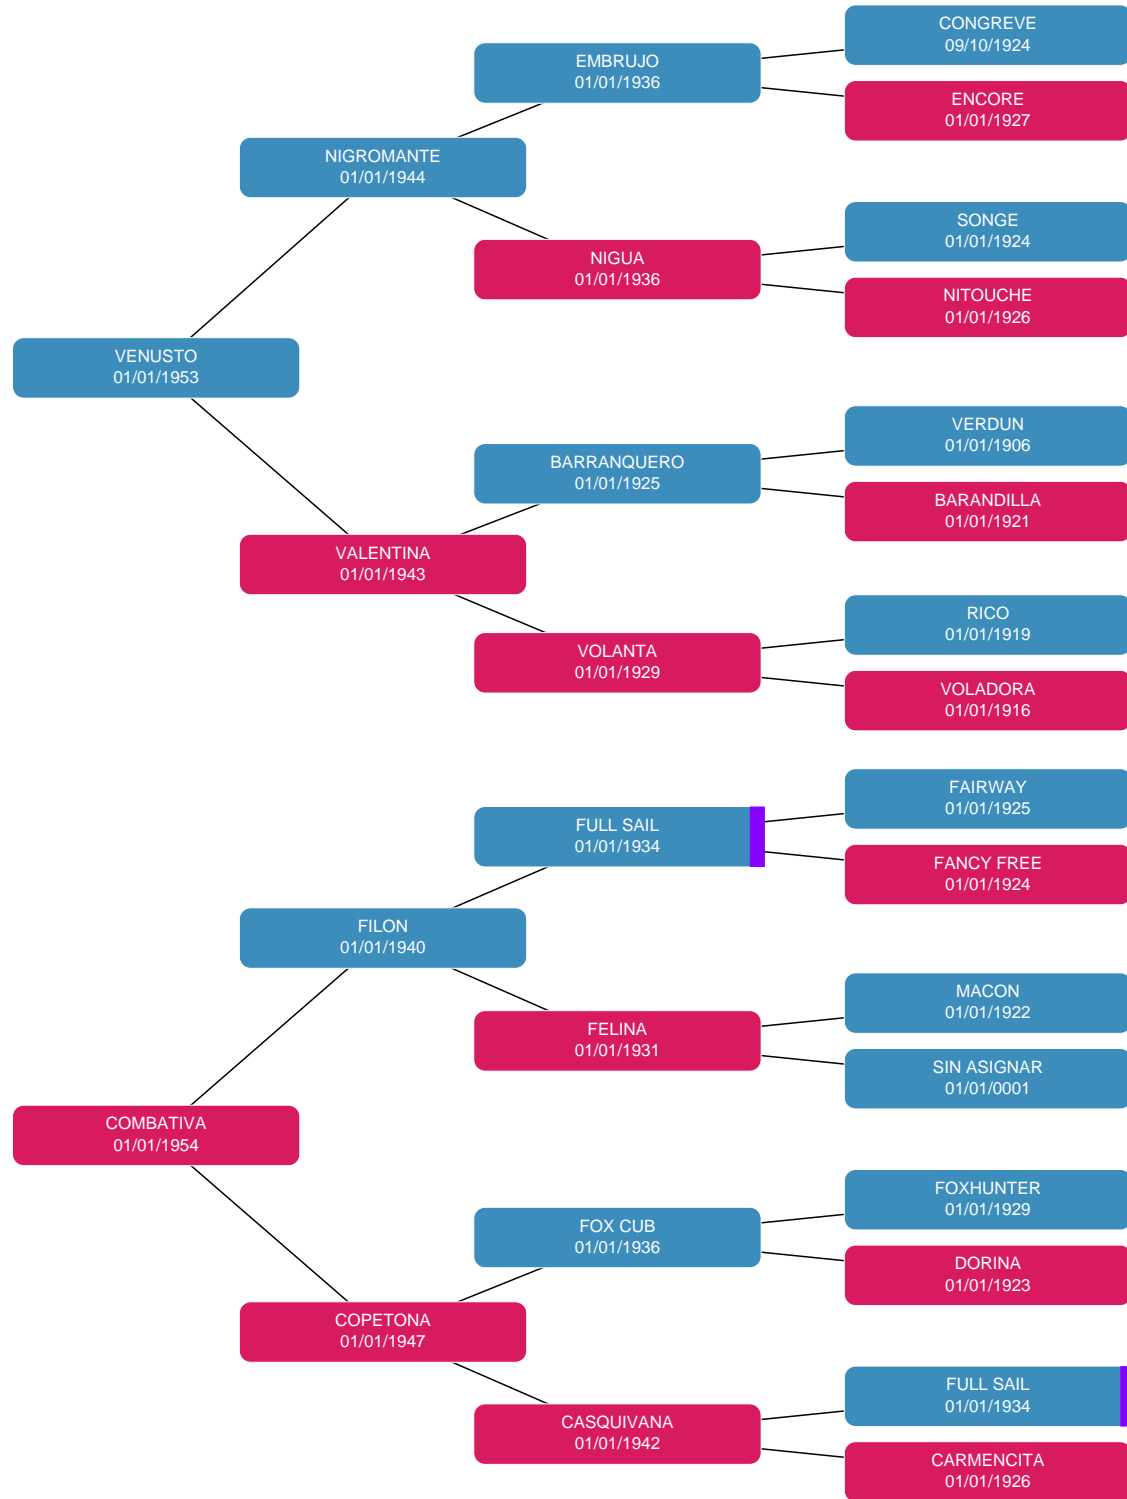 CONGREVE
09/10/1924
EMBRUJO
01/01/1936
ENCORE
01/01/1927
NIGROMANTE
01/01/1944
SONGE
01/01/1924
NIGUA
01/01/1936
NITOUCHE
01/01/1926
VENUSTO
01/01/1953
VERDUN
01/01/1906
BARRANQUERO
01/01/1925
BARANDILLA
01/01/1921
VALENTINA
01/01/1943
RICO
01/01/1919
VOLANTA
01/01/1929
VOLADORA
01/01/1916
FAIRWAY
01/01/1925
FULL SAIL
01/01/1934
FANCY FREE
01/01/1924
FILON
01/01/1940
MACON
01/01/1922
FELINA
01/01/1931
SIN ASIGNAR
01/01/0001
COMBATIVA
01/01/1954
FOXHUNTER
01/01/1929
FOX CUB
01/01/1936
DORINA
01/01/1923
COPETONA
01/01/1947
FULL SAIL
01/01/1934
CASQUIVANA
01/01/1942
CARMENCITA
01/01/1926